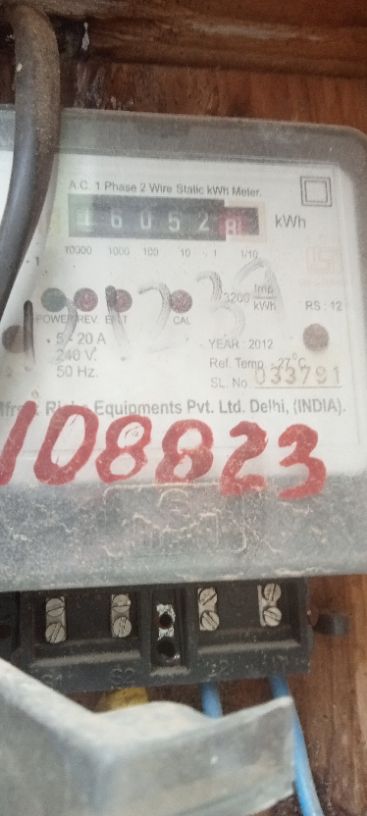 A.C. 1 Phase 2 Wire Static kWh Meter.
16052 8 kWh
10000 1000 100 10 1 1/10
3200 Imp/kWh
RS : 12
POWER REV. CAL
5 - 20 A
240 V.
50 Hz.
YEARː 2012
Ref. Temp. 27°C
SL. No. 033791
Equipments Pvt. Ltd. Delhi, (INDIA).
108823
S2